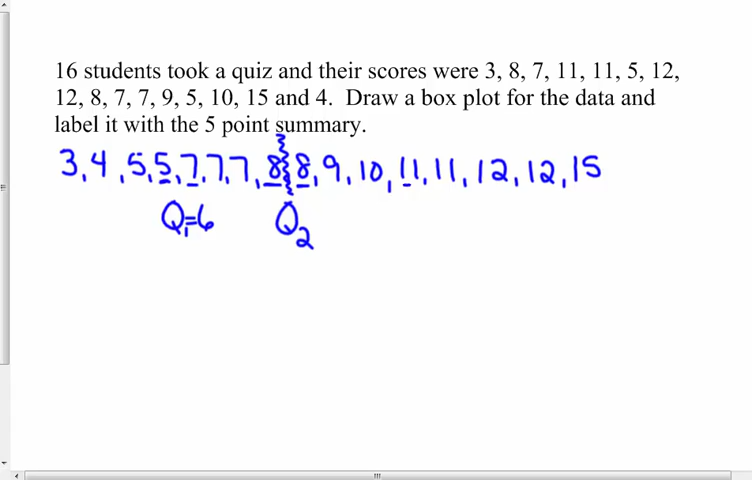 16 students took a quiz and their scores were 3, 8, 7, 11, 11, 5, 12,
12, 8, 7, 7, 9, 5, 10, 15 and 4.  Draw a box plot for the data and
label it with the 5 point summary.
3, 4, 5, 5, 7, 7, 7, 8 8, 9, 10, 11, 11, 12, 12, 15
Q₁=6 Q₂